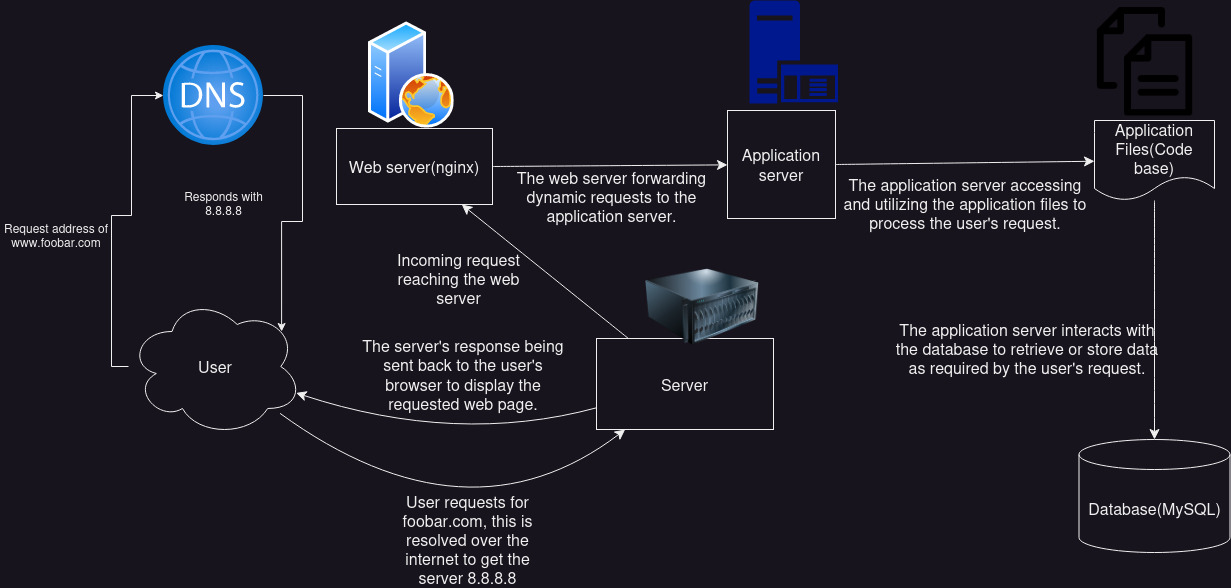 DNS
Responds with
8.8.8.8
Request address of
www.foobar.com
User
Web server(nginx)
The web server forwarding
dynamic requests to the
application server.
Application
server
The application server accessing
and utilizing the application files to
process the user's request.
Application
Files(Code
base)
Incoming request
reaching the web
server
The server's response being
sent back to the user's
browser to display the
requested web page.
Server
The application server interacts with
the database to retrieve or store data
as required by the user's request.
User requests for
foobar.com, this is
resolved over the
internet to get the
server 8.8.8.8
Database(MySQL)